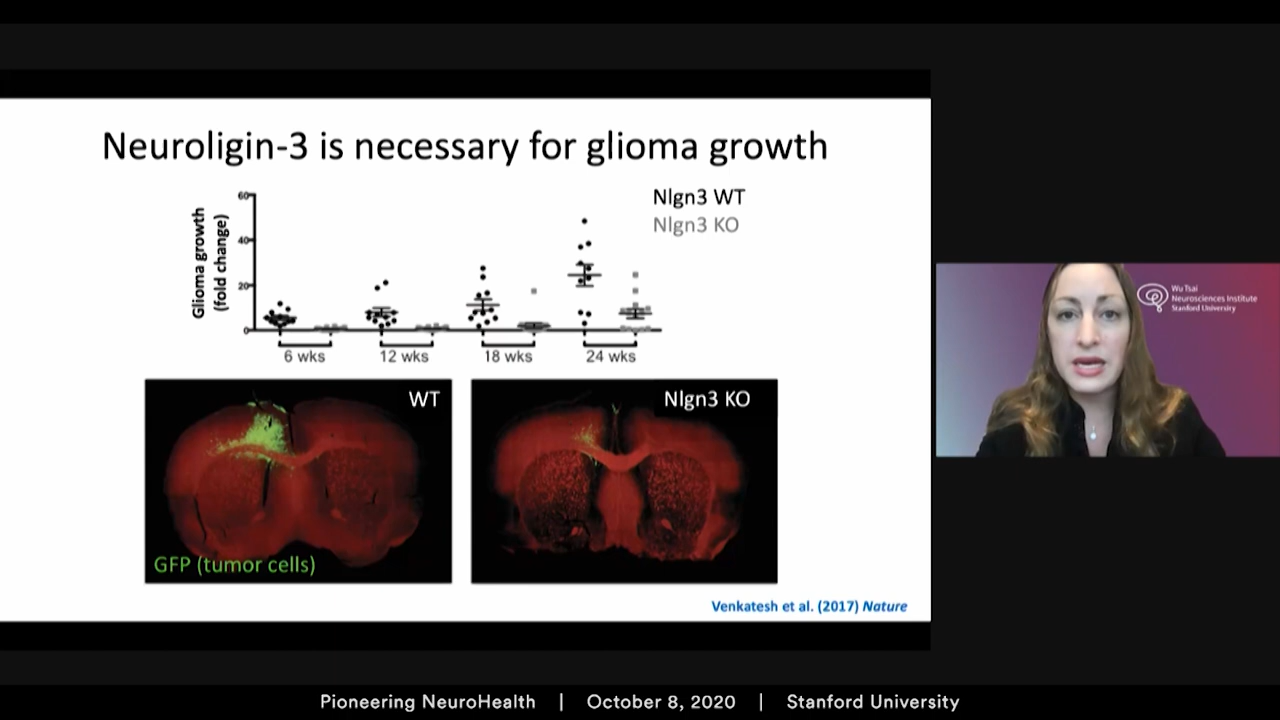 Neuroligin-3 is necessary for glioma growth
Glioma growth
(fold change)
60
40
20
0
6 wks
12 wks
18 wks
24 wks
Nlgn3 WT
Nlgn3 KO
WT
GFP (tumor cells)
Nlgn3 KO
Venkatesh et al. (2017) Nature
Wu Tsai
Neurosciences Institute
Stanford University
Pioneering NeuroHealth | October 8, 2020 | Stanford University